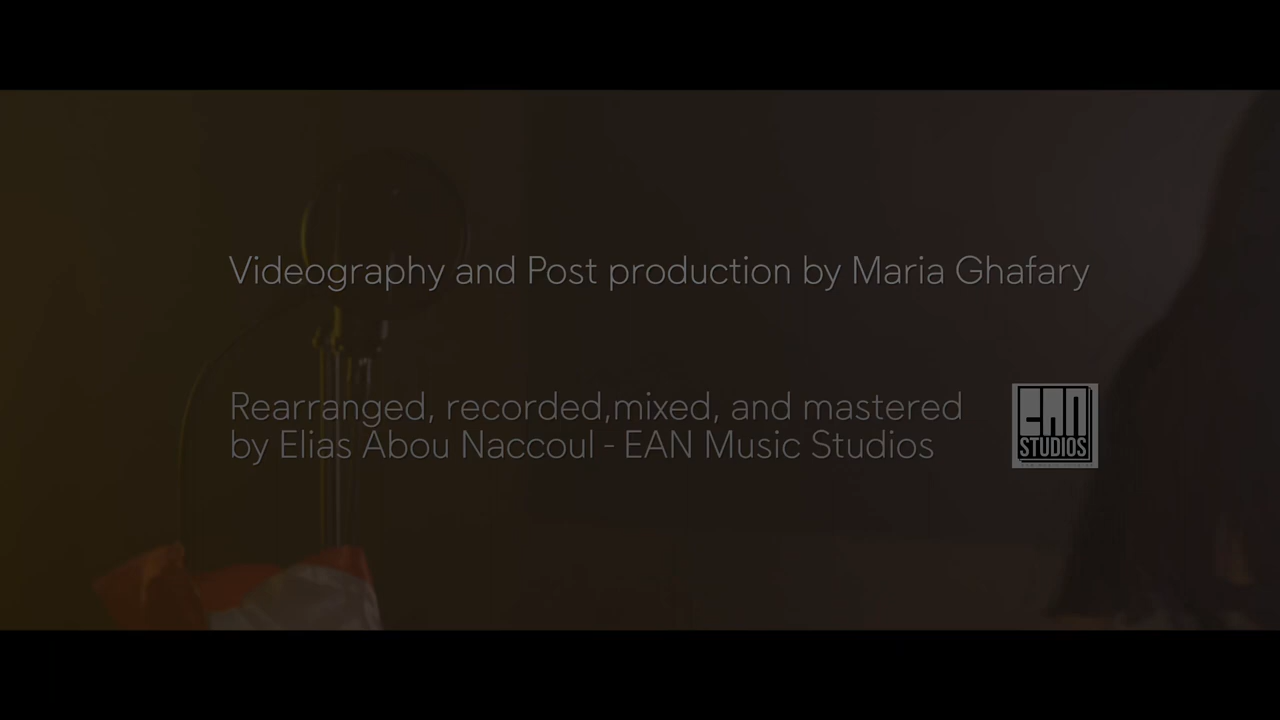 Videography and Post production by Maria Ghafary
Rearranged, recorded,mixed, and mastered
by Elias Abou Naccoul - EAN Music Studios
EAN
STUDIOS